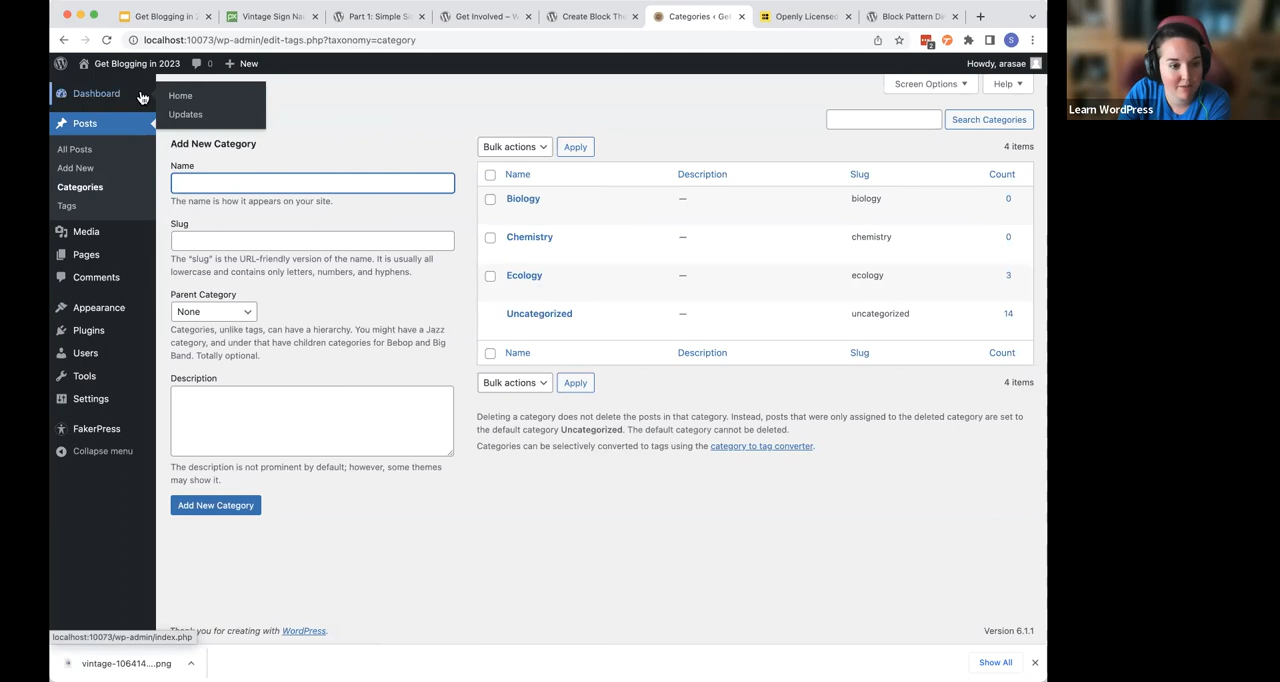 Get Blogging in 2
Vintage Sign Na
Part 1: Simple S
Get Involved – W
Create Block The
Categories ‹ Ge
Openly Licensed
Block Pattern Di
localhost:10073/wp-admin/edit-tags.php?taxonomy=category
2
S
Get Blogging in 2023
0
New
Howdy, arasae
Dashboard
Home
Updates
Screen Options
Help
Posts
All Posts
Add New
Categories
Tags
Media
Pages
Comments
Appearance
Plugins
Users
Tools
Settings
FakerPress
Collapse menu
Search Categories
Add New Category
Name
The name is how it appears on your site.
Slug
The “slug” is the URL-friendly version of the name. It is usually all
lowercase and contains only letters, numbers, and hyphens.
Parent Category
None
Categories, unlike tags, can have a hierarchy. You might have a Jazz
category, and under that have children categories for Bebop and Big
Band. Totally optional.
Description
The description is not prominent by default; however, some themes
may show it.
Add New Category
Bulk actions
Apply
4 items
Name Description Slug Count
Biology — biology 0
Chemistry — chemistry 0
Ecology — ecology 3
Uncategorized — uncategorized 14
Name Description Slug Count
Bulk actions
Apply
4 items
Deleting a category does not delete the posts in that category. Instead, posts that were only assigned to the deleted category are set to
the default category Uncategorized. The default category cannot be deleted.
Categories can be selectively converted to tags using the category to tag converter.
you for creating with WordPress.
Version 6.1.1
localhost:10073/wp-admin/index.php
vintage-106414....png
Show All
Learn WordPress